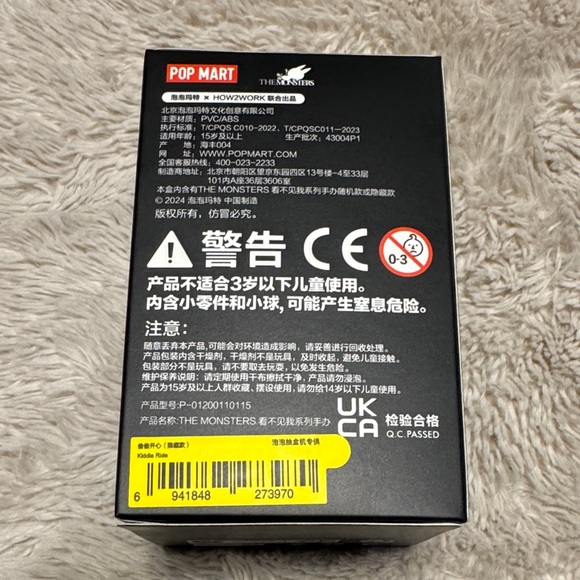 POP MART
THE MONSTERS
泡泡玛特 × HOW2WORK 联合出品
北京泡泡玛特文化创意有限公司
主要材质：PVC/ABS
执行标准：T/CPQS C010-2022、T/CPQSC011-2023
适用年龄：15岁及以上 生产批次：43004P1
产 地：海丰004
网 址：WWW.POPMART.COM
全国客服热线：400-023-2233
制造商地址：北京市朝阳区望京东园四区13号楼-4至33层
101内A座36层3606室
本盒内含有THE MONSTERS 看不见我系列手办随机款或隐藏款
© 2024 泡泡玛特 中国制造
版权所有，仿冒必究。
警告 CE 0-3
产品不适合3岁以下儿童使用。
内含小零件和小球,可能产生窒息危险。
注意：
随意丢弃本产品,可能会对环境造成影响，请妥善进行回收处理。
产品包装内含干燥剂，干燥剂不是玩具，及时收起，避免儿童接触。
包装部分不是玩具，请不要取去玩耍，以免发生危险。
维护保养说明：请定期使用干布擦拭干净,产品请勿浸泡。
产品为15岁及以上人群收藏、摆设使用，请勿给14岁以下儿童使用。
产品型号：P-01200110115
产品名称：THE MONSTERS 看不见我系列手办
UK
CA
检验合格
Q.C.PASSED
偷偷开心（隐藏款） 泡泡抽盒机专供
Kiddie Ride
6 941848 273970